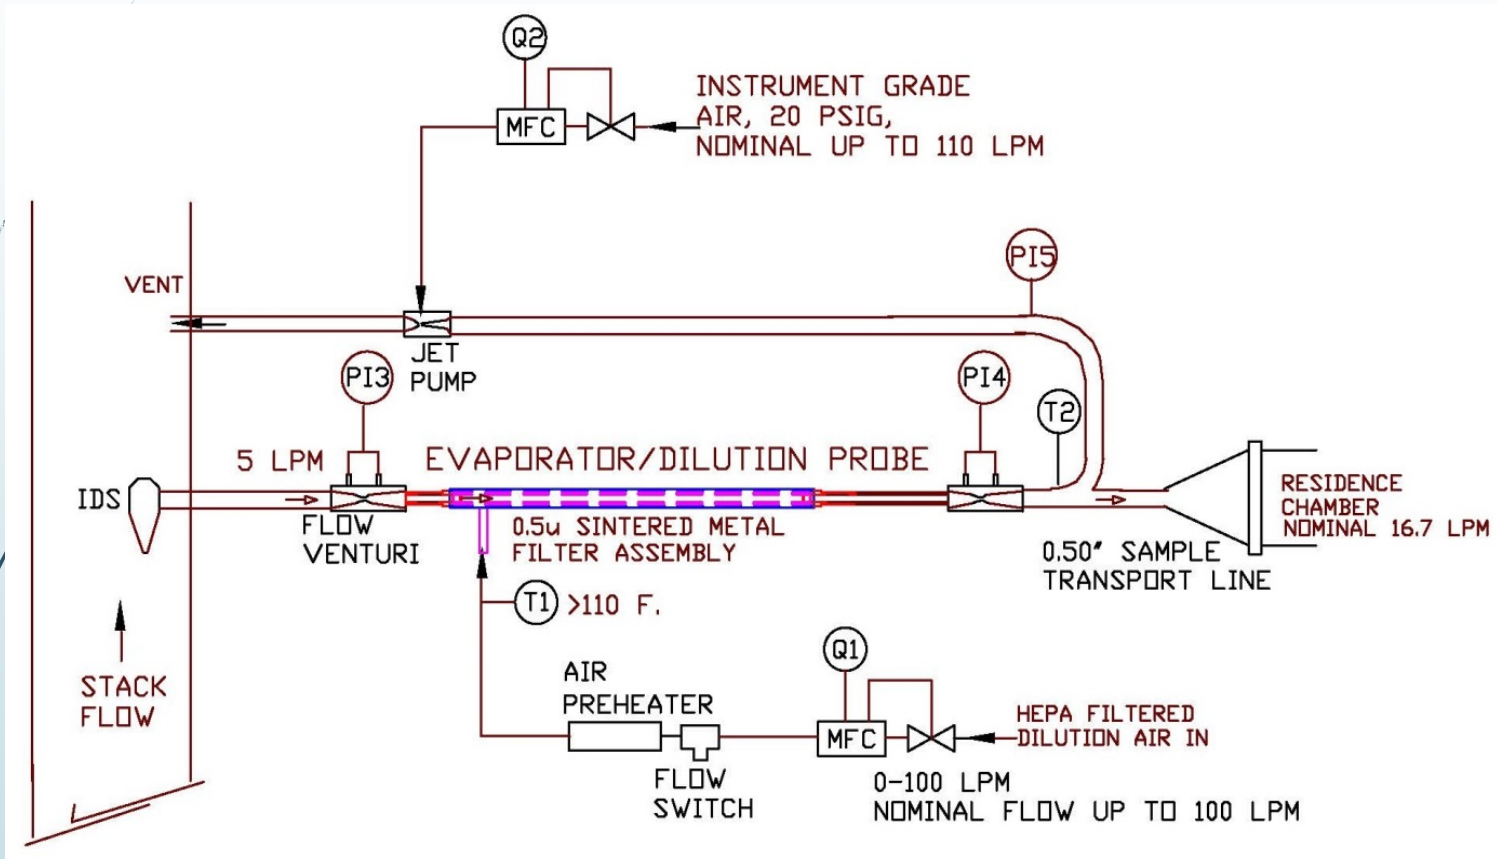 Q2
INSTRUMENT GRADE
AIR, 20 PSIG,
NOMINAL UP TO 110 LPM
MFC
VENT
PI5
JET
PUMP
PI3
PI4
T2
5 LPM
EVAPORATOR/DILUTION PROBE
IDS
FLOW
VENTURI
0.5u SINTERED METAL
FILTER ASSEMBLY
RESIDENCE
CHAMBER
NOMINAL 16.7 LPM
0.50" SAMPLE
TRANSPORT LINE
T1
>110 F.
STACK
FLOW
AIR
PREHEATER
Q1
MFC
HEPA FILTERED
DILUTION AIR IN
FLOW
SWITCH
0-100 LPM
NOMINAL FLOW UP TO 100 LPM